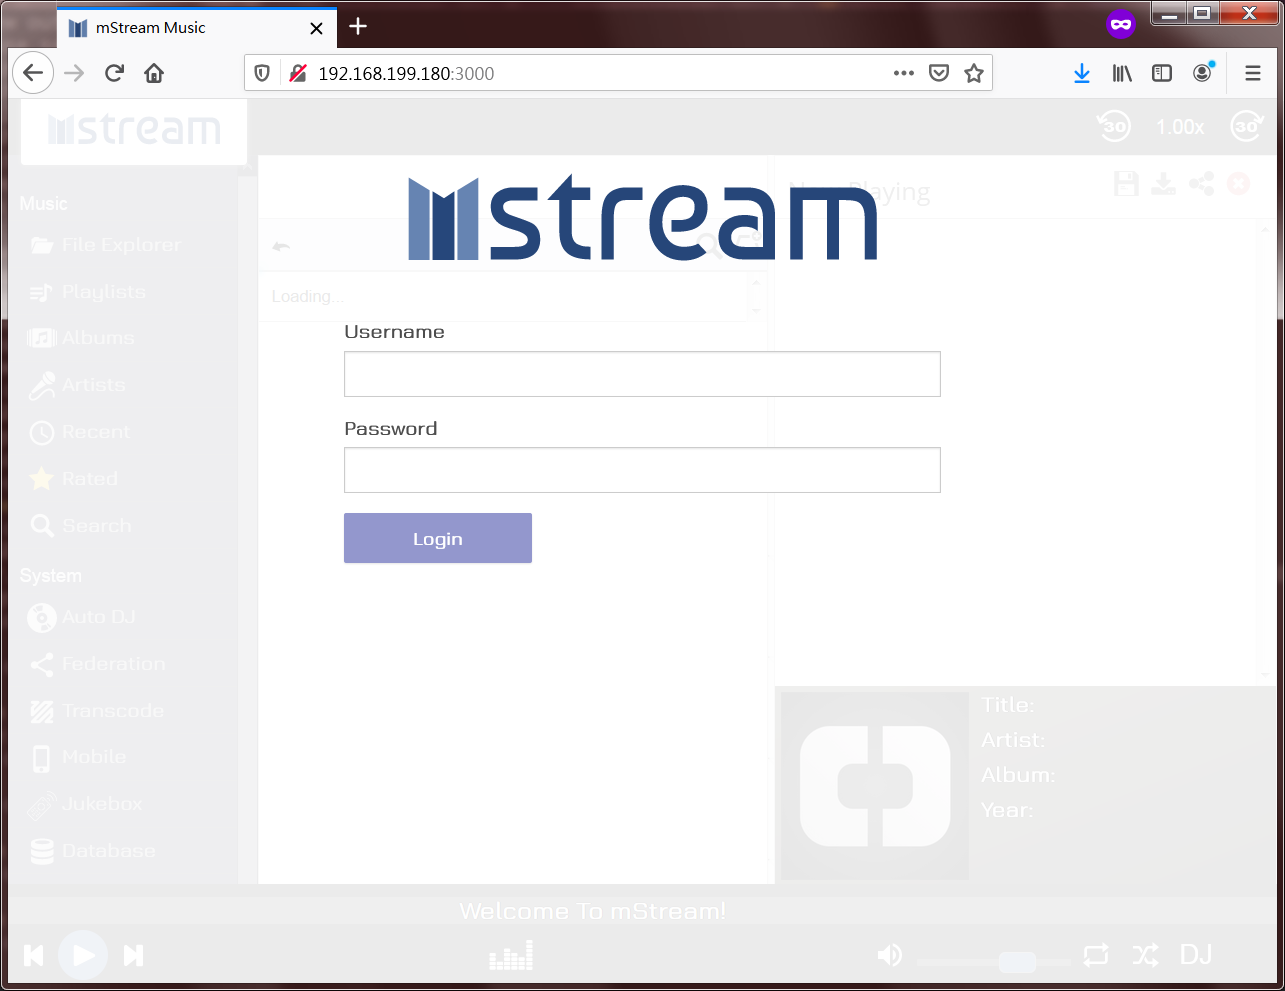 mStream Music
192.168.199.180:3000
mstream
30
1.00x
30
mstream
Now Playing
Music
File Explorer
Playlists
Albums
Artists
Recent
Rated
Search
System
Auto DJ
Federation
Transcode
Mobile
Jukebox
Database
Loading...
Username
Password
Login
Title:
Artist:
Album:
Year:
Welcome To mStream!
DJ